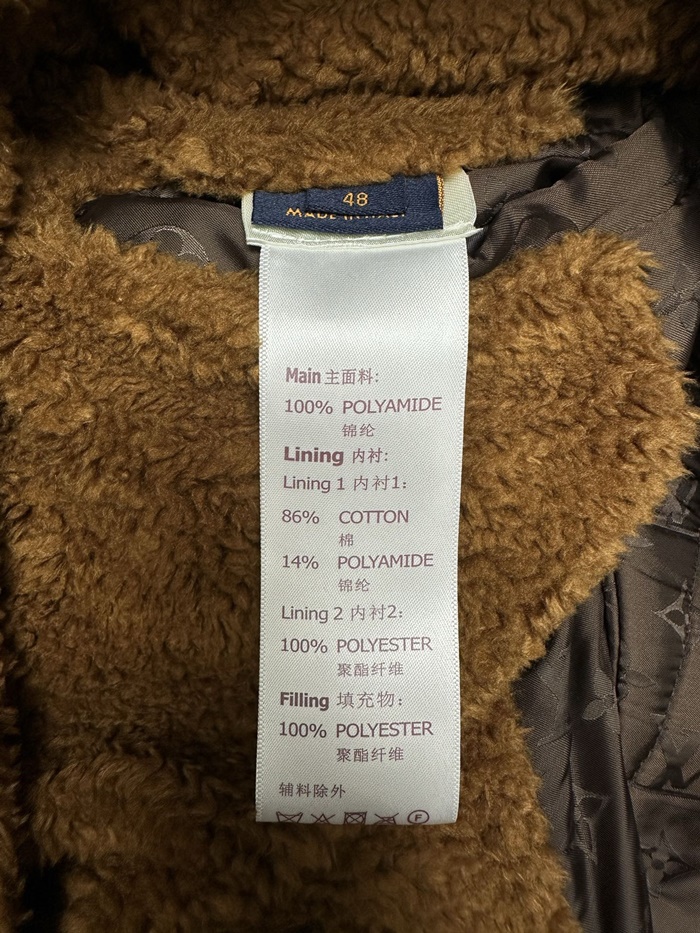 48
MADE IN ITALY
Main 主面料:
100% POLYAMIDE
锦纶
Lining 内衬:
Lining 1 内衬1:
86% COTTON
棉
14% POLYAMIDE
锦纶
Lining 2 内衬2:
100% POLYESTER
聚酯纤维
Filling 填充物:
100% POLYESTER
聚酯纤维
辅料除外
F